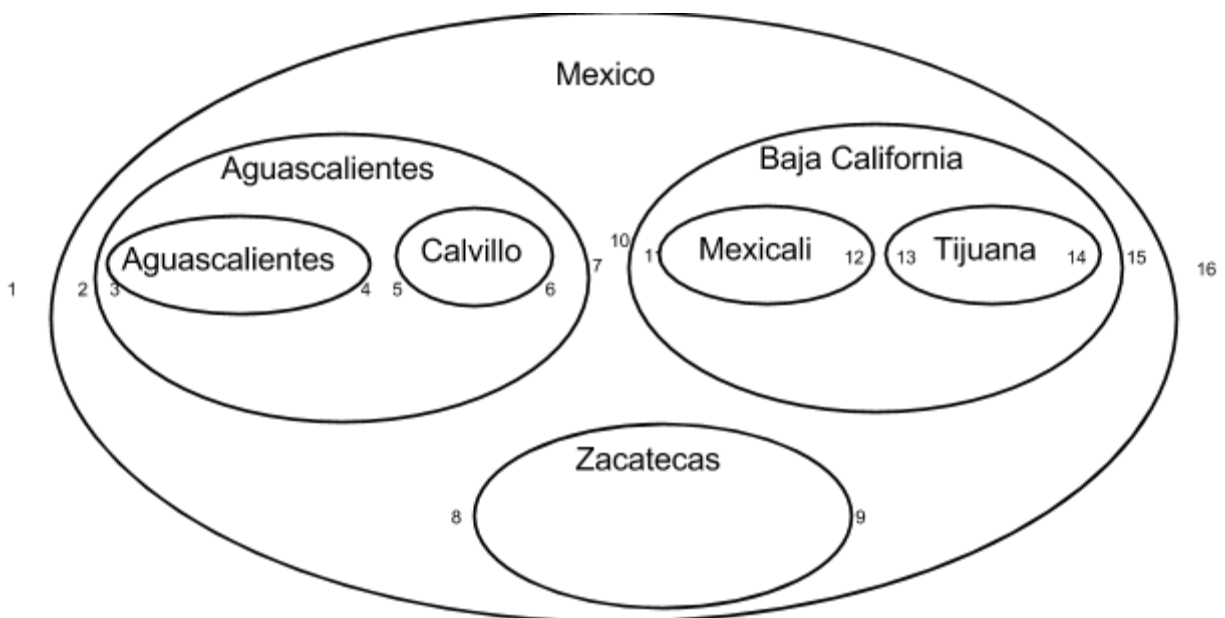 Mexico
Aguascalientes
Baja California
Aguascalientes
Calvillo
Mexicali
Tijuana
1
2
3
4
5
6
7
10
11
12
13
14
15
16
Zacatecas
8
9